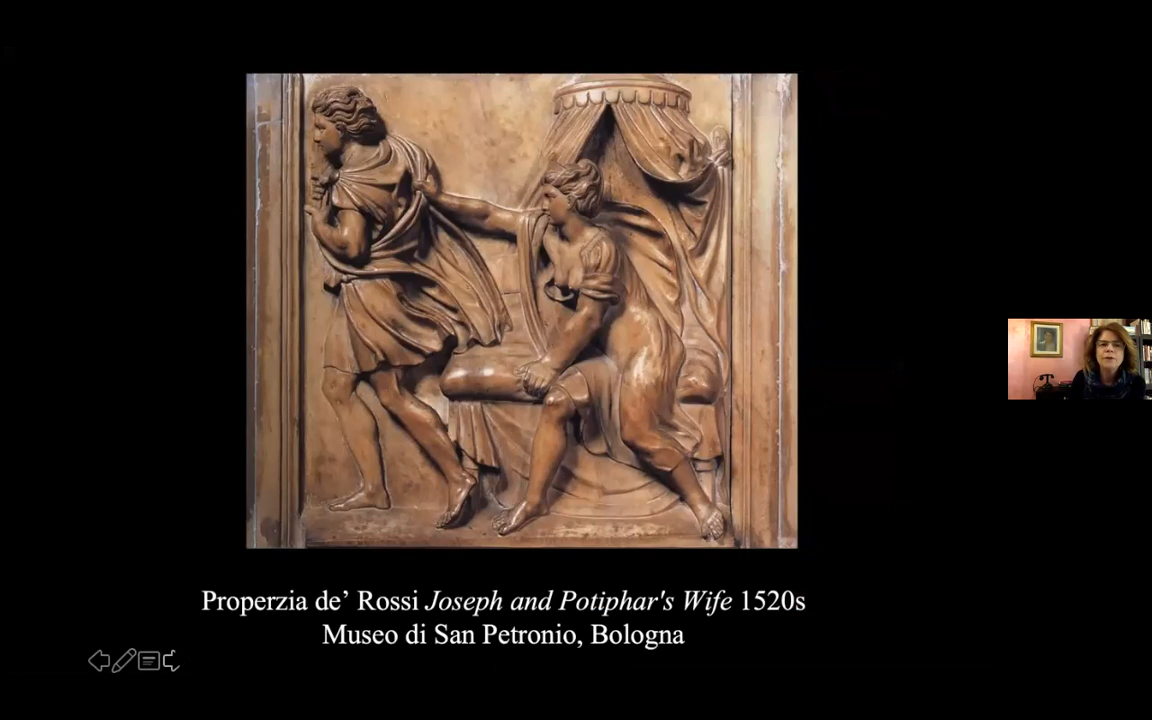 Properzia de’ Rossi Joseph and Potiphar's Wife 1520s
Museo di San Petronio, Bologna